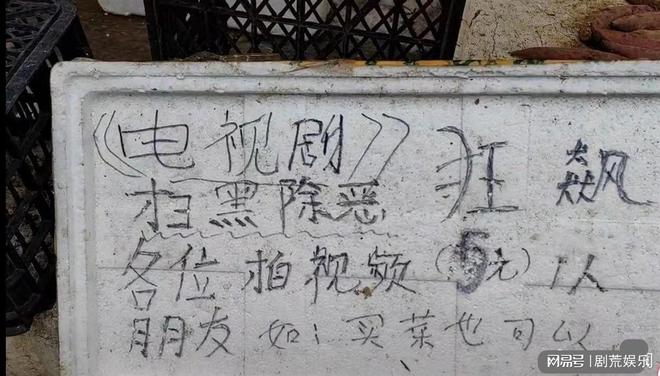 《电视剧》 狂飙
扫黑除恶
各位拍视频（5元）1人
朋友如：买菜也可以
网易号 | 剧荒娱乐